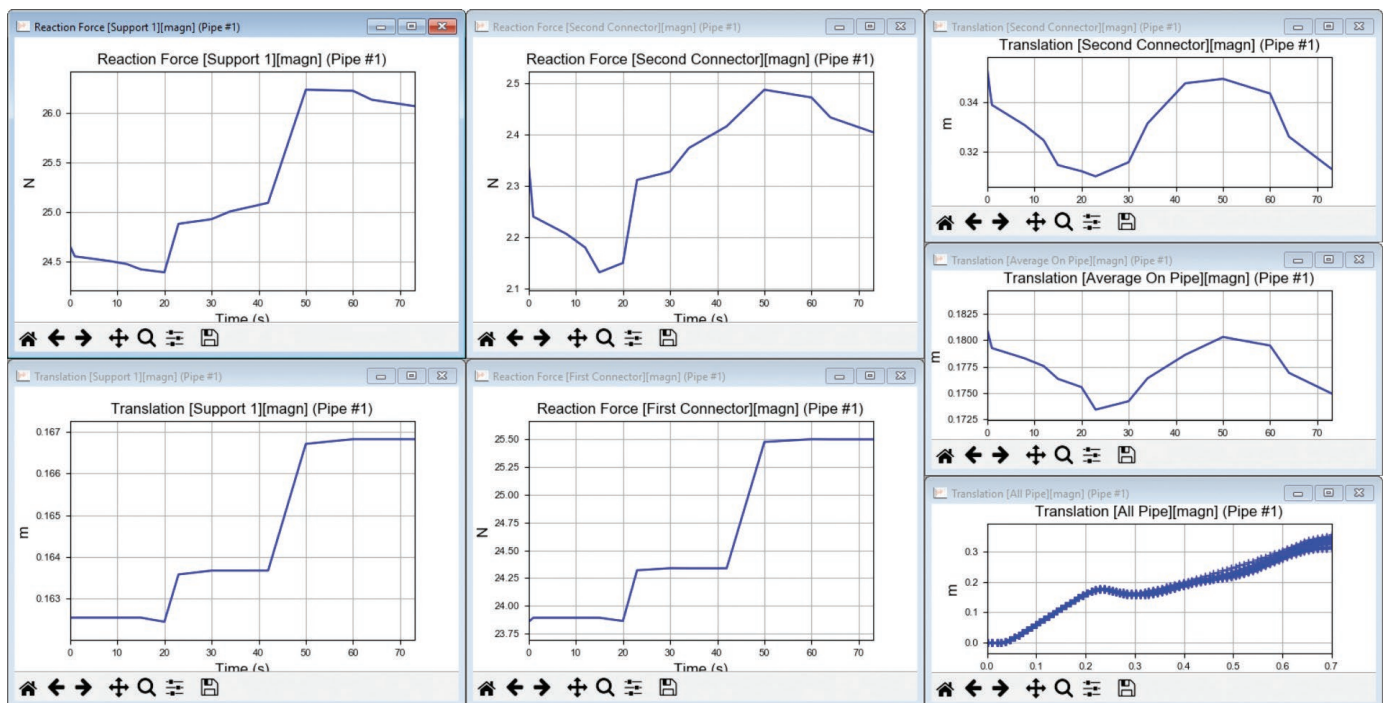 Reaction Force [Support 1][magn] (Pipe #1)
Reaction Force [Support 1][magn] (Pipe #1)
26.0
25.5
25.0
24.5
N
0 10 20 30 40 50 60 70
Time (s)
Reaction Force [Second Connector][magn] (Pipe #1)
Reaction Force [Second Connector][magn] (Pipe #1)
2.5
2.4
2.3
2.2
2.1
N
0 10 20 30 40 50 60 70
Time (s)
Translation [Second Connector][magn] (Pipe #1)
Translation [Second Connector][magn] (Pipe #1)
0.34
0.32
m
0 10 20 30 40 50 60 70
Translation [Average On Pipe][magn] (Pipe #1)
Translation [Average On Pipe][magn] (Pipe #1)
0.1825
0.1800
0.1775
0.1750
0.1725
m
0 10 20 30 40 50 60 70
Translation [Support 1][magn] (Pipe #1)
Translation [Support 1][magn] (Pipe #1)
0.167
0.166
0.165
0.164
0.163
m
0 10 20 30 40 50 60 70
Time (s)
Reaction Force [First Connector][magn] (Pipe #1)
Reaction Force [First Connector][magn] (Pipe #1)
25.50
25.25
25.00
24.75
24.50
24.25
24.00
23.75
N
0 10 20 30 40 50 60 70
Time (s)
Translation [All Pipe][magn] (Pipe #1)
Translation [All Pipe][magn] (Pipe #1)
0.3
0.2
0.1
0.0
m
0.0 0.1 0.2 0.3 0.4 0.5 0.6 0.7